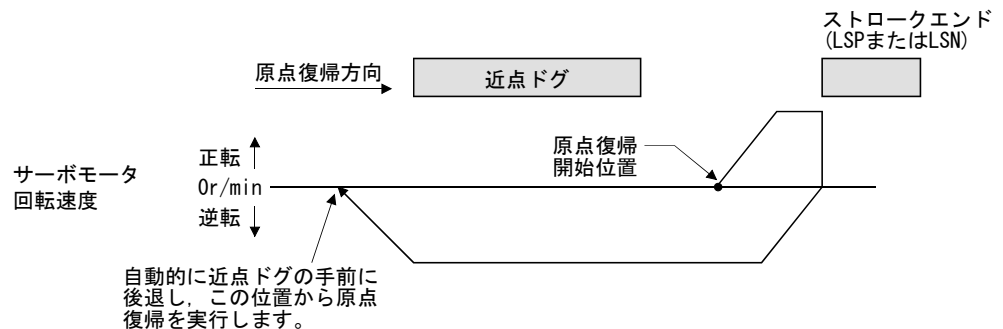 ストロークエンド
(LSPまたはLSN)
原点復帰方向
近点ドグ
原点復帰
開始位置
正転
サーボモータ
回転速度
0r/min
逆転
自動的に近点ドグの手前に
後退し，この位置から原点
復帰を実行します。